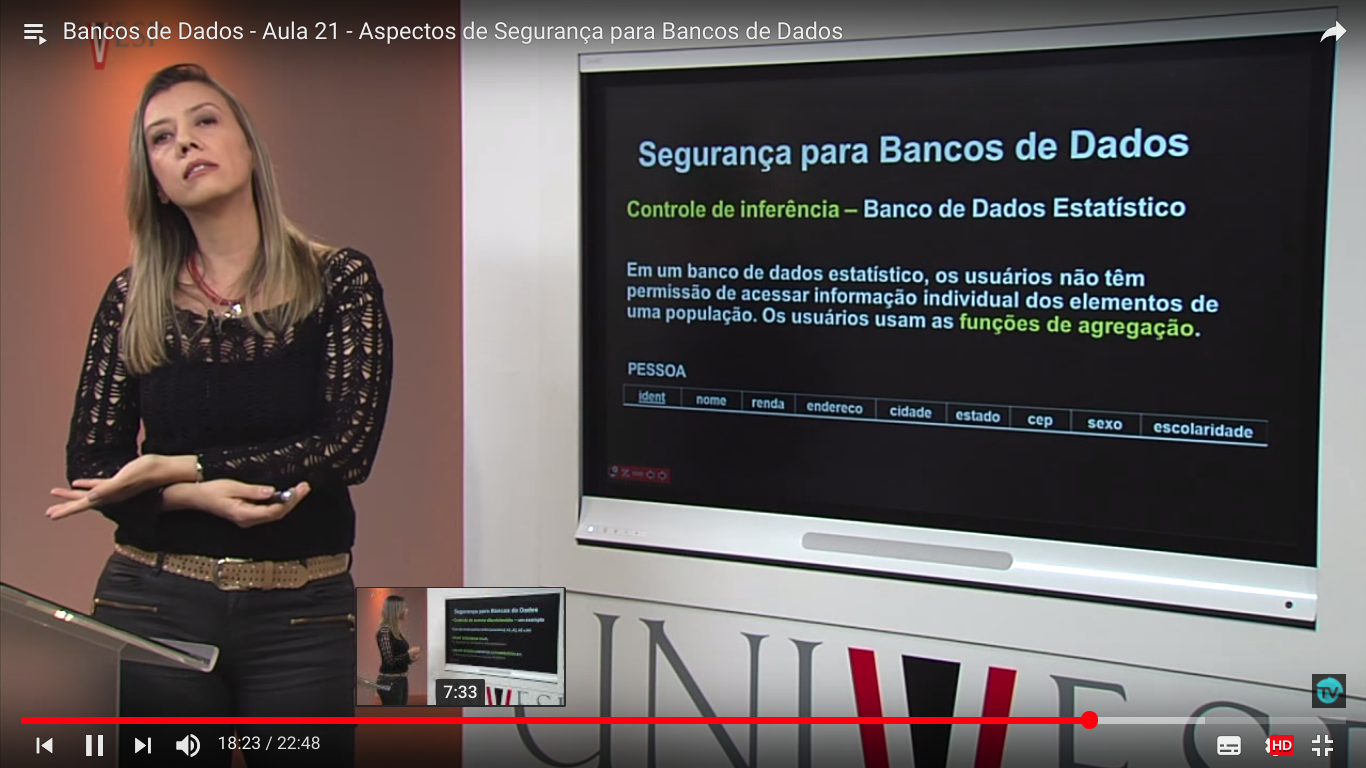 Bancos de Dados - Aula 21 - Aspectos de Segurança para Bancos de Dados
Segurança para Bancos de Dados
Controle de inferência – Banco de Dados Estatístico
Em um banco de dados estatístico, os usuários não têm
permissão de acessar informação individual dos elementos de
uma população. Os usuários usam as funções de agregação.
PESSOA
ident nome renda endereco cidade estado cep sexo escolaridade
Segurança para Bancos de Dados
7:33
UNIVESP
TV
18:23 / 22:48
HD